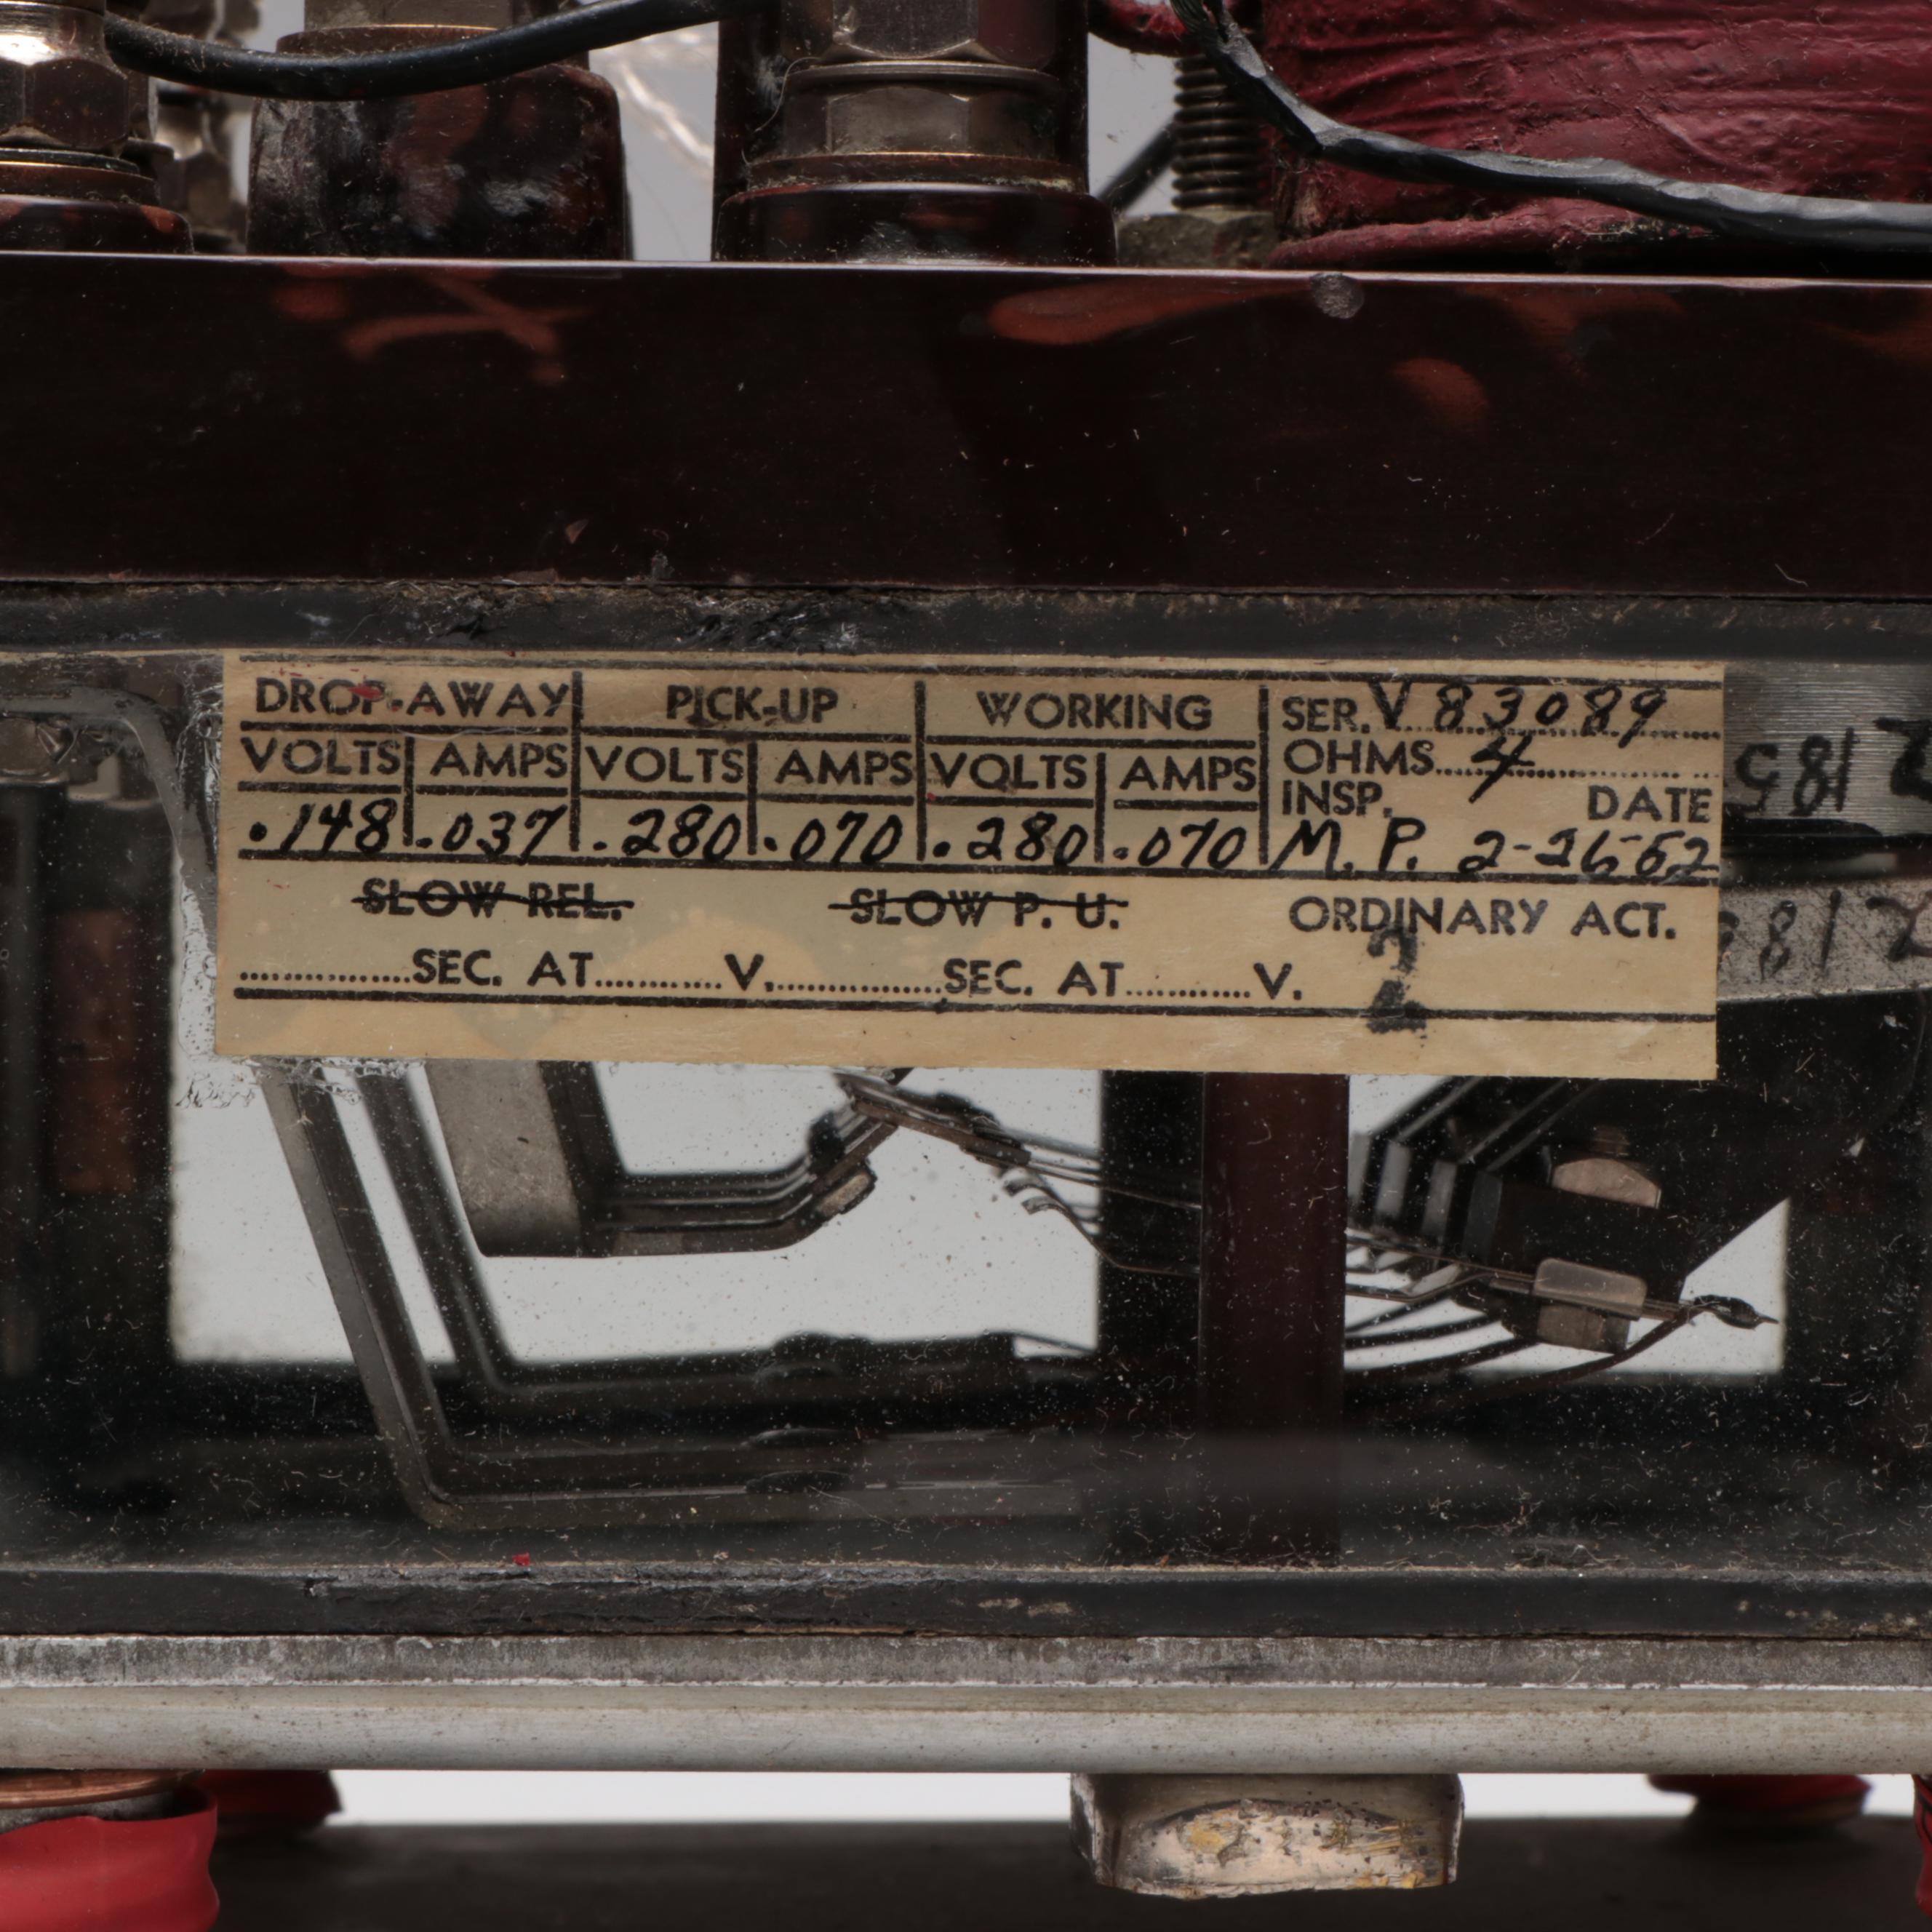 DROP-AWAY PICK-UP WORKING SER. V 83089
VOLTS AMPS VOLTS AMPS VOLTS AMPS OHMS 4
INSP. DATE
.148 .037 .280 .070 .280 .070 M. P. 2-26-62
SLOW REL. SLOW P. U. ORDINARY ACT.
...............SEC. AT...........V................SEC. AT...........V.
2